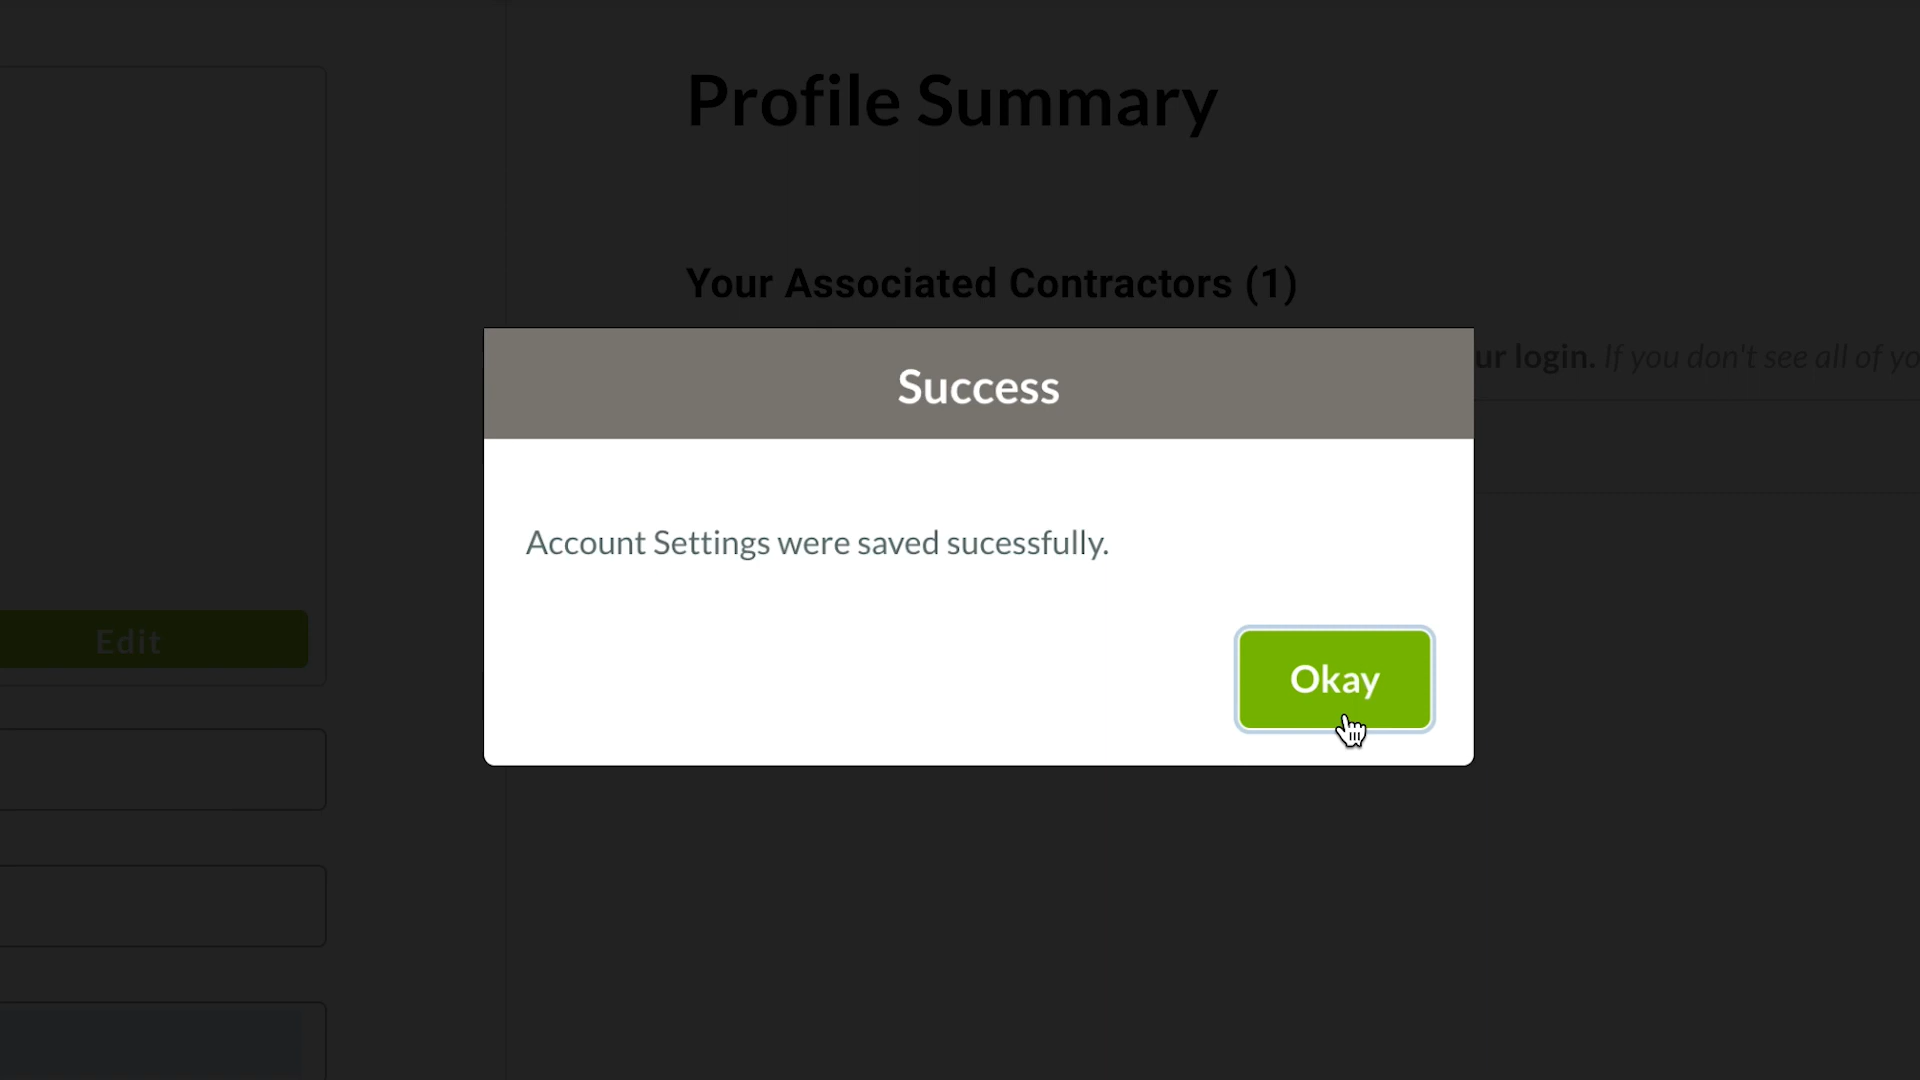 Profile Summary
Your Associated Contractors (1)
ur login. If you don't see all of yo
Success
Account Settings were saved sucessfully.
Edit
Okay